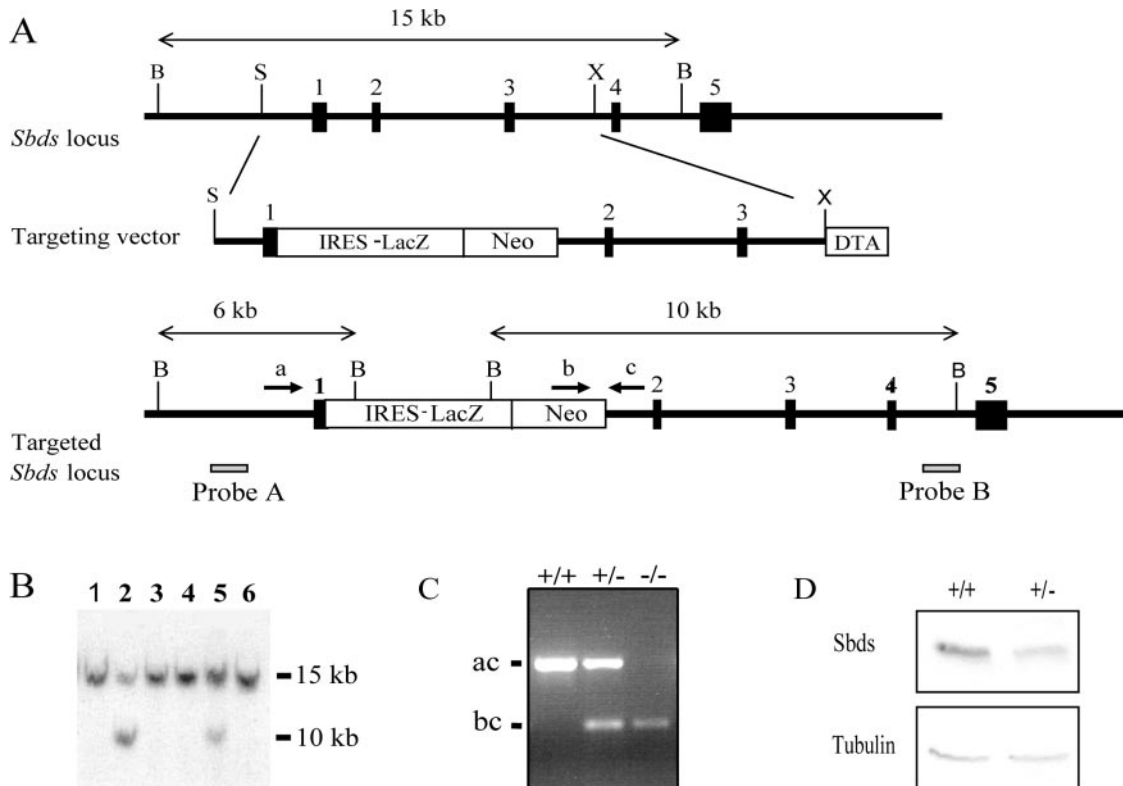 A
15 kb
B S 1 2 3 X 4 B 5
Sbds locus
S 1 2 3 X
Targeting vector IRES-LacZ Neo DTA
6 kb 10 kb
B a 1 B B b c 2 3 4 B 5
IRES-LacZ Neo
Targeted
Sbds locus
Probe A Probe B
B 1 2 3 4 5 6
15 kb
10 kb
C +/+ +/- -/-
ac
bc
D +/+ +/-
Sbds
Tubulin